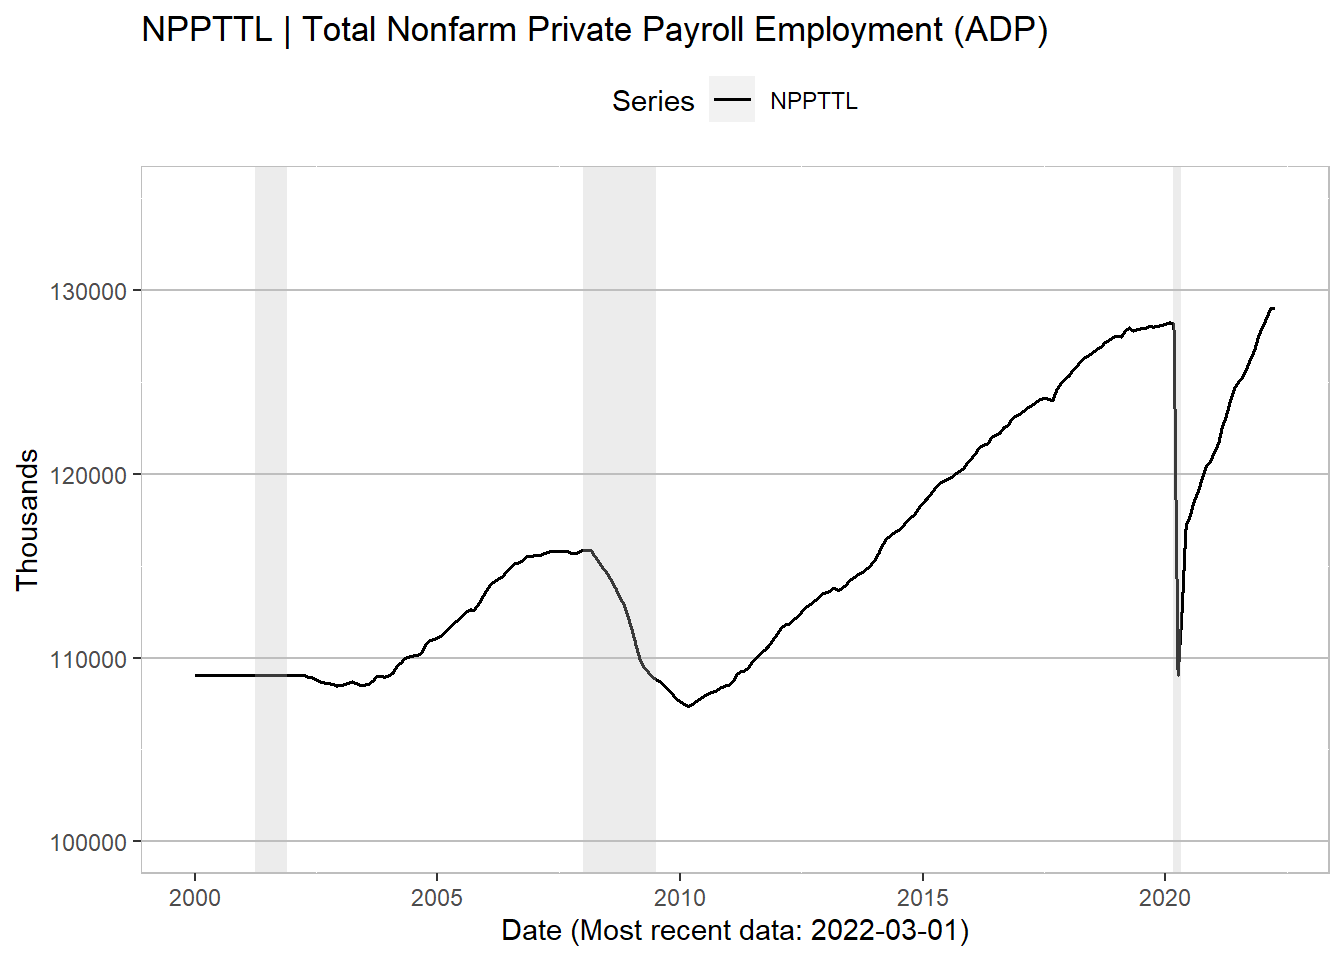 NPPTTL | Total Nonfarm Private Payroll Employment (ADP)
Series NPPTTL
Thousands
130000
120000
110000
100000
2000 2005 2010 2015 2020
Date (Most recent data: 2022-03-01)